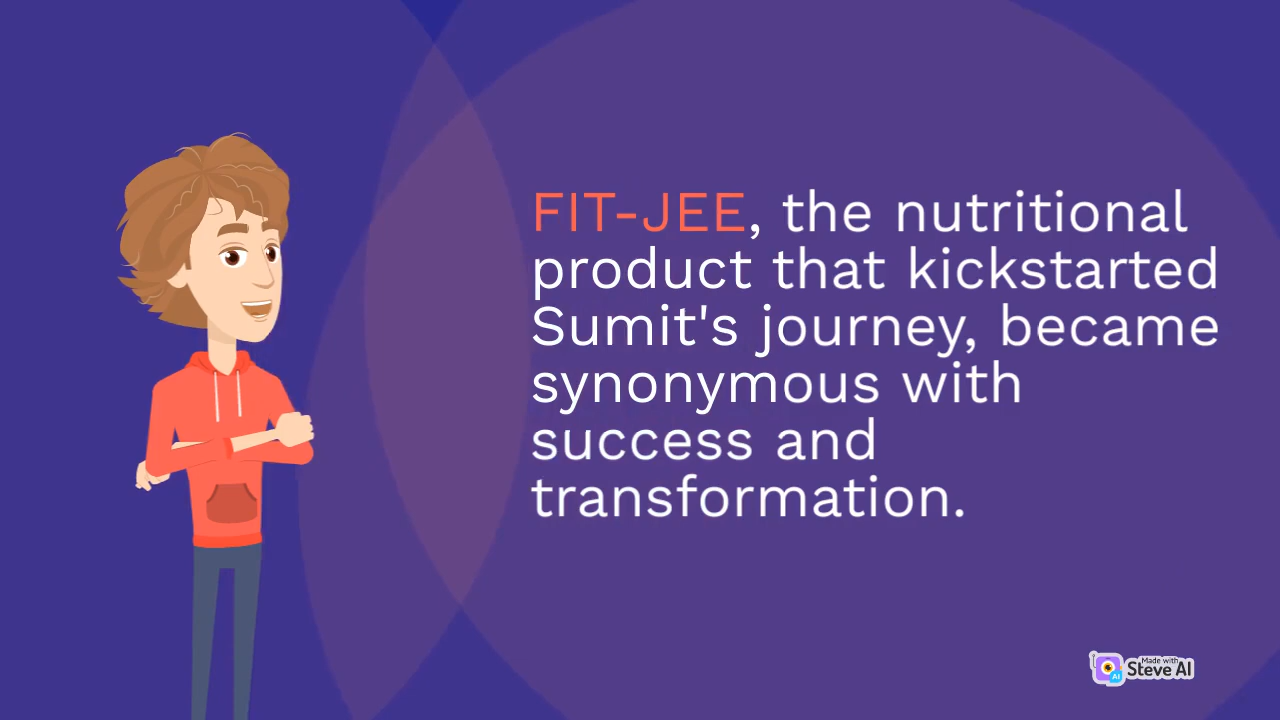 FIT-JEE, the nutritional
product that kickstarted
Sumit's journey, became
synonymous with
success and
transformation.
Made with
Steve AI
AI